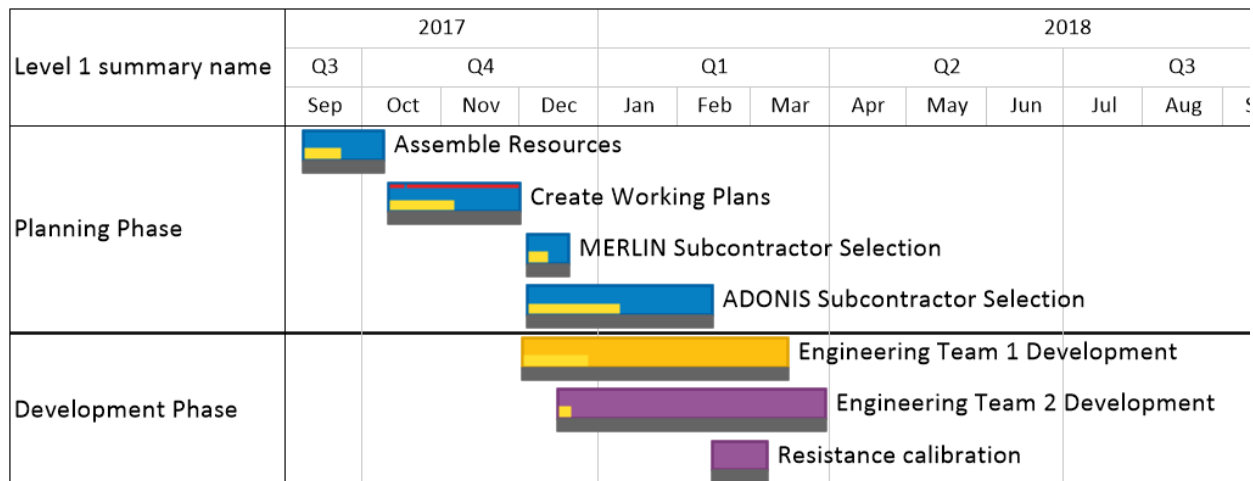 2017 2018
Level 1 summary name
Q3 Q4 Q1 Q2 Q3
Sep Oct Nov Dec Jan Feb Mar Apr May Jun Jul Aug
Planning Phase
Assemble Resources
Create Working Plans
MERLIN Subcontractor Selection
ADONIS Subcontractor Selection
Development Phase
Engineering Team 1 Development
Engineering Team 2 Development
Resistance calibration